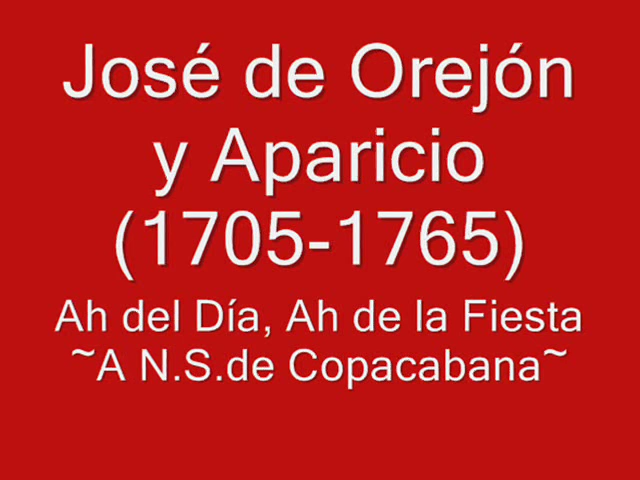 José de Orejón
y Aparicio
(1705-1765)
Ah del Día, Ah de la Fiesta
~A N.S.de Copacabana~